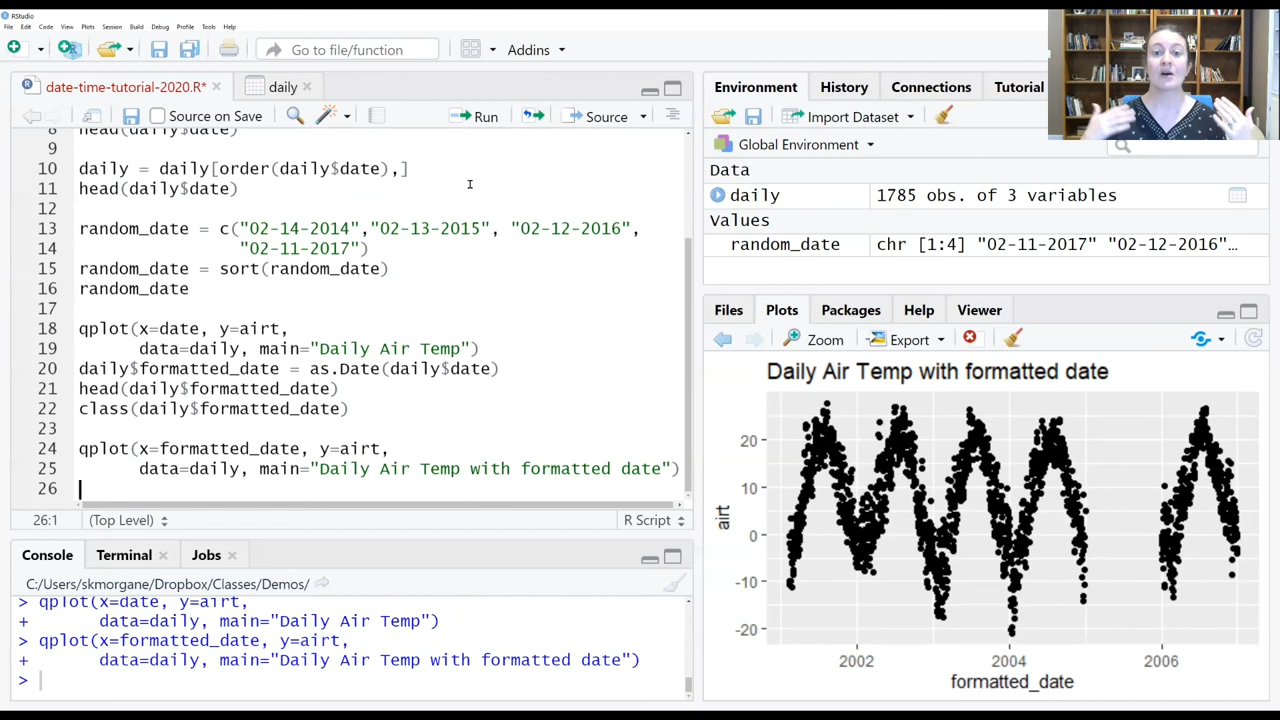 RStudio
File Edit Code View Plots Session Build Debug Profile Tools Help
Go to file/function
Addins
date-time-tutorial-2020.R*
daily
Source on Save
Run
Source
8 head(daily$date)
9
10 daily = daily[order(daily$date),]
11 head(daily$date)
12
13 random_date = c("02-14-2014","02-13-2015", "02-12-2016",
14 "02-11-2017")
15 random_date = sort(random_date)
16 random_date
17
18 qplot(x=date, y=airt,
19 data=daily, main="Daily Air Temp")
20 daily$formatted_date = as.Date(daily$date)
21 head(daily$formatted_date)
22 class(daily$formatted_date)
23
24 qplot(x=formatted_date, y=airt,
25 data=daily, main="Daily Air Temp with formatted date")
26
26:1 (Top Level) R Script
Console Terminal Jobs
C:/Users/skmorgane/Dropbox/Classes/Demos/
> qplot(x=date, y=airt,
+ data=daily, main="Daily Air Temp")
> qplot(x=formatted_date, y=airt,
+ data=daily, main="Daily Air Temp with formatted date")
>
Environment History Connections Tutorial
Import Dataset
Global Environment
Data
daily 1785 obs. of 3 variables
Values
random_date chr [1:4] "02-11-2017" "02-12-2016"…
Files Plots Packages Help Viewer
Zoom Export
Daily Air Temp with formatted date
20
10
0
-10
-20
airt
2002 2004 2006
formatted_date